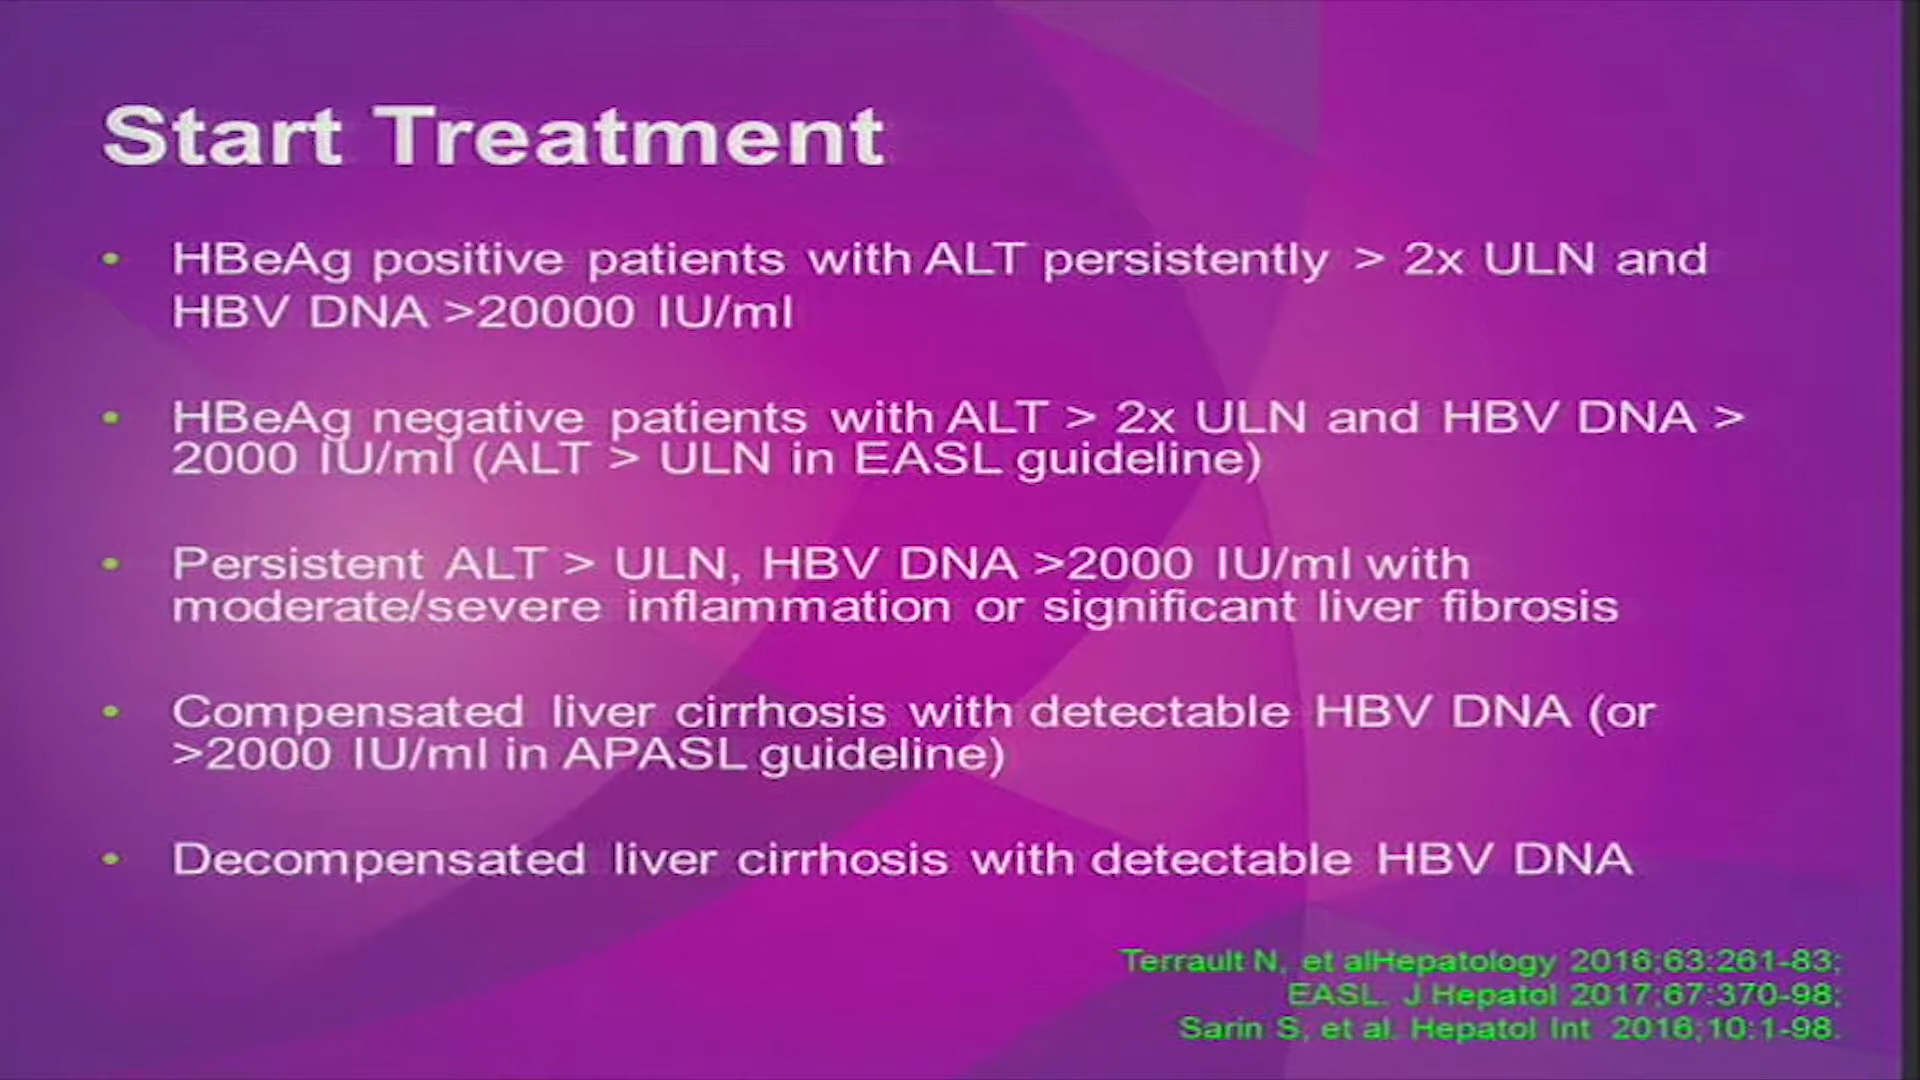 Start Treatment
• HBeAg positive patients with ALT persistently > 2x ULN and
HBV DNA >20000 IU/ml
• HBeAg negative patients with ALT > 2x ULN and HBV DNA >
2000 IU/ml (ALT > ULN in EASL guideline)
• Persistent ALT > ULN, HBV DNA >2000 IU/ml with
moderate/severe inflammation or significant liver fibrosis
• Compensated liver cirrhosis with detectable HBV DNA (or
>2000 IU/ml in APASL guideline)
• Decompensated liver cirrhosis with detectable HBV DNA
Terrault N, et alHepatology 2016;63:261-83;
EASL. J Hepatol 2017;67:370-98;
Sarin S, et al. Hepatol Int 2016;10:1-98.